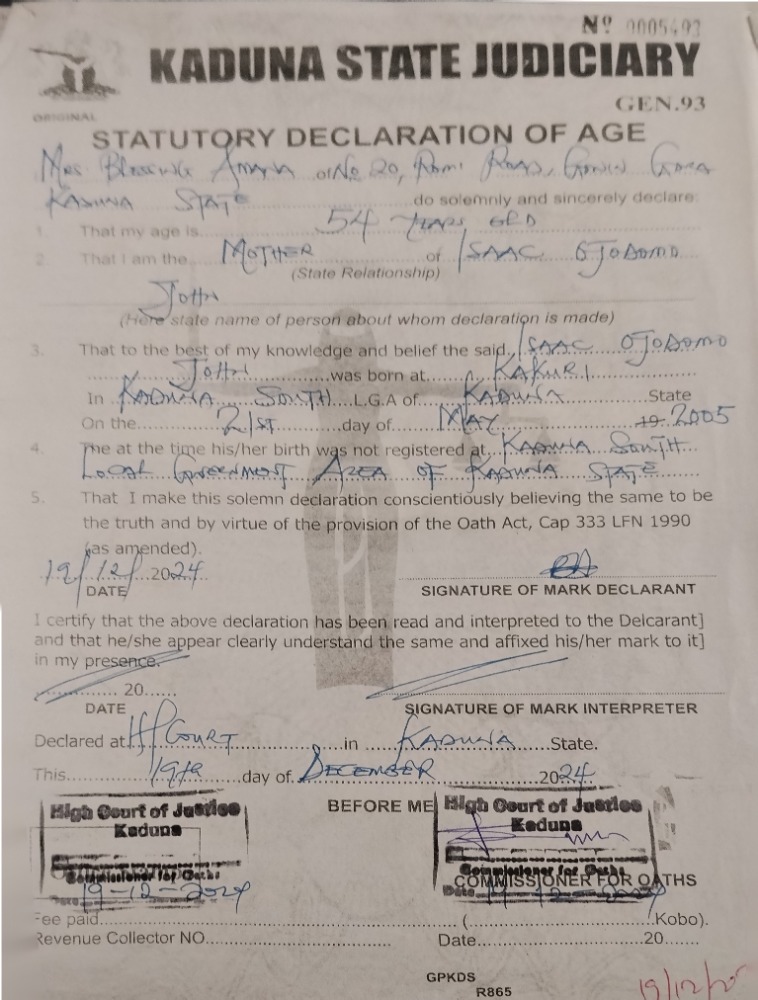 Nº 0005492
KADUNA STATE JUDICIARY
GEN.93
ORIGINAL
STATUTORY DECLARATION OF AGE
Mrs Blessing of No 20, Romi Road, Gonin Gora
KADUNA STATE do solemnly and sincerely declare:
1. That my age is 54 YEARS OLD
2 That I am the MOTHER of ISAAC OJODOMO
(State Relationship)
John
(Here state name of person about whom declaration is made)
3. That to the best of my knowledge and belief the said, ISAAC OJODOMO
JOHN was born at KAKURI
In KADUNA SOUTH L.G.A of KADUNA State
On the 21ST day of MAY 19 2005
4. The at the time his/her birth was not registered at KADUNA SOUTH
LOCAL GOVERNMENT AREA OF KADUNA STATE
5. That I make this solemn declaration conscientiously believing the same to be
the truth and by virtue of the provision of the Oath Act, Cap 333 LFN 1990
(as amended).
19/12/2024
DATE SIGNATURE OF MARK DECLARANT
I certify that the above declaration has been read and interpreted to the Delcarant]
and that he/she appear clearly understand the same and affixed his/her mark to it]
in my presence.
20
DATE SIGNATURE OF MARK INTERPRETER
Declared at H/COURT in KADUNA State.
This 19th day of DECEMBER 2024
BEFORE ME
High Court of Justice
Kaduna
Commissioner for Oaths
19-12-2024
High Court of Justice
Kaduna
Commissioner for Oaths
Date
COMMISSIONER FOR OATHS
Fee paid ( Kobo).
Revenue Collector NO. Date 20
GPKDS
R865